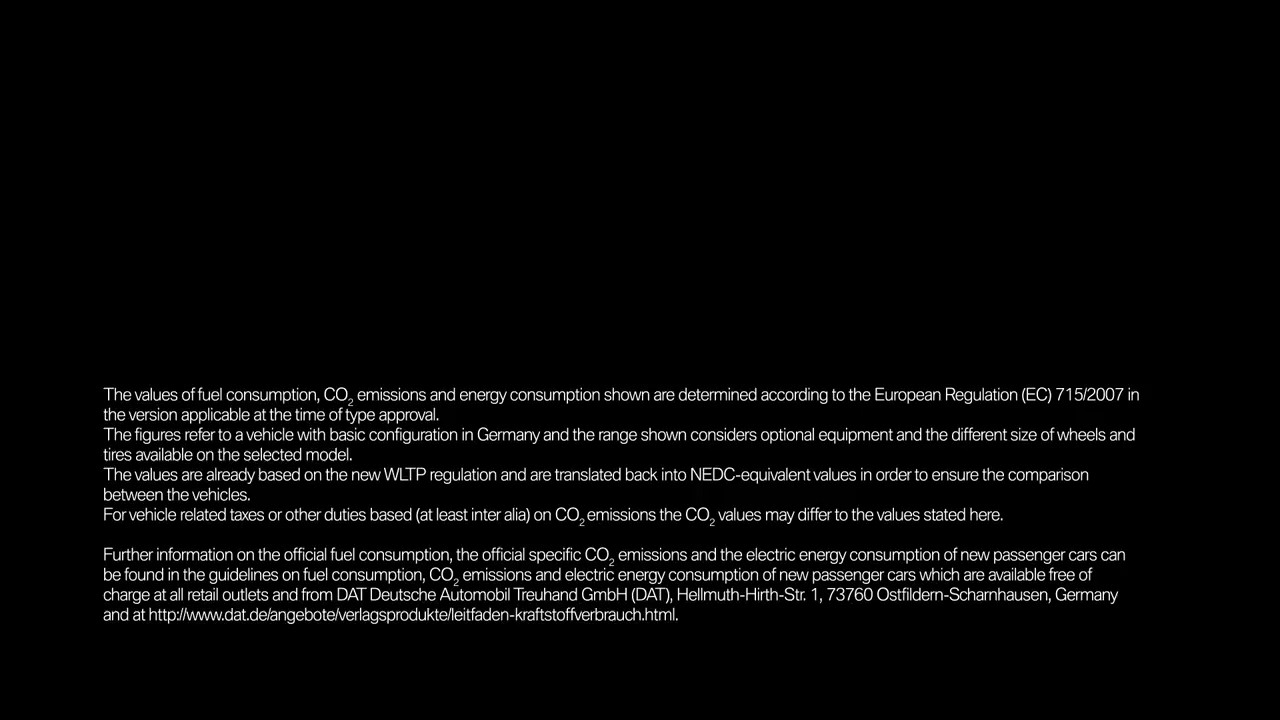 The values of fuel consumption, CO₂ emissions and energy consumption shown are determined according to the European Regulation (EC) 715/2007 in
the version applicable at the time of type approval.
The figures refer to a vehicle with basic configuration in Germany and the range shown considers optional equipment and the different size of wheels and
tires available on the selected model.
The values are already based on the new WLTP regulation and are translated back into NEDC-equivalent values in order to ensure the comparison
between the vehicles.
For vehicle related taxes or other duties based (at least inter alia) on CO₂ emissions the CO₂ values may differ to the values stated here.
Further information on the official fuel consumption, the official specific CO₂ emissions and the electric energy consumption of new passenger cars can
be found in the guidelines on fuel consumption, CO₂ emissions and electric energy consumption of new passenger cars which are available free of
charge at all retail outlets and from DAT Deutsche Automobil Treuhand GmbH (DAT), Hellmuth-Hirth-Str. 1, 73760 Ostfildern-Scharnhausen, Germany
and at http://www.dat.de/angebote/verlagsprodukte/leitfaden-kraftstoffverbrauch.html.